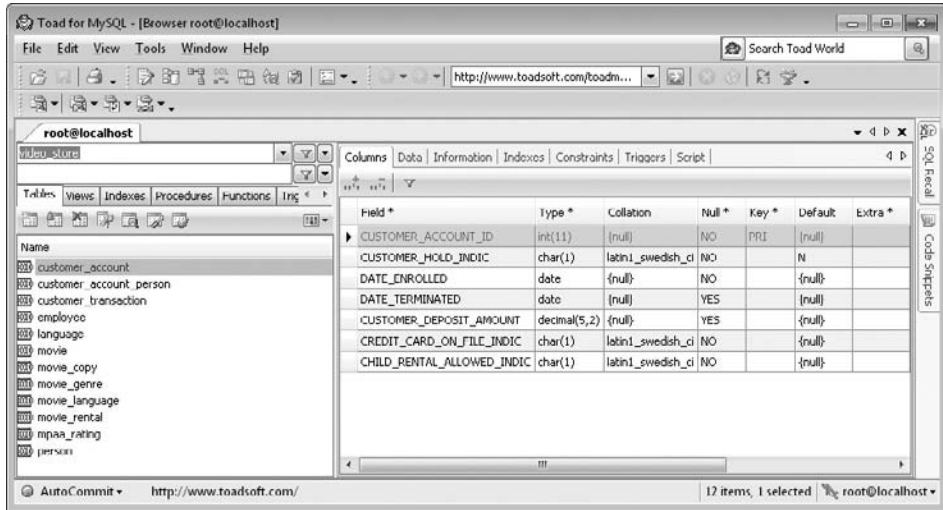 Toad for MySQL - [Browser root@localhost]
File Edit View Tools Window Help
Search Toad World
http://www.toadsoft.com/toadm...
root@localhost
video_store
Tables Views Indexes Procedures Functions Trig
Name
customer_account
customer_account_person
customer_transaction
employee
language
movie
movie_copy
movie_genre
movie_language
movie_rental
mpaa_rating
person
Columns Data Information Indexes Constraints Triggers Script
Field Type Collation Null Key Default Extra
CUSTOMER_ACCOUNT_ID int(11) {null} NO PRI {null}
CUSTOMER_HOLD_INDIC char(1) latin1_swedish_ci NO N
DATE_ENROLLED date {null} NO {null}
DATE_TERMINATED date {null} YES {null}
CUSTOMER_DEPOSIT_AMOUNT decimal(5,2) {null} YES {null}
CREDIT_CARD_ON_FILE_INDIC char(1) latin1_swedish_ci NO {null}
CHILD_RENTAL_ALLOWED_INDIC char(1) latin1_swedish_ci NO {null}
SQL Recall
Code Snippets
AutoCommit http://www.toadsoft.com/ 12 items, 1 selected root@localhost